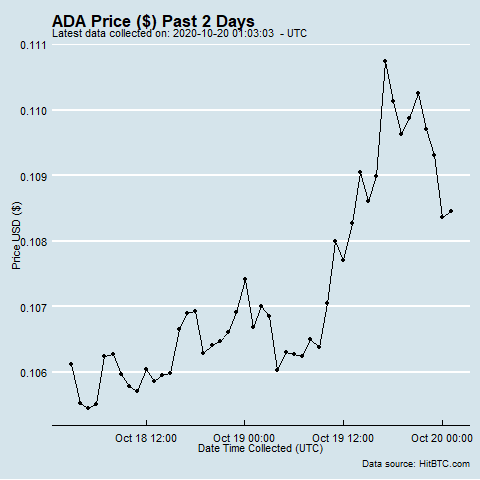 ADA Price ($) Past 2 Days
Latest data collected on: 2020-10-20 01:03:03  - UTC
0.111
0.110
0.109
0.108
0.107
0.106
Price USD ($)
Oct 18 12:00
Oct 19 00:00
Oct 19 12:00
Oct 20 00:00
Date Time Collected (UTC)
Data source: HitBTC.com